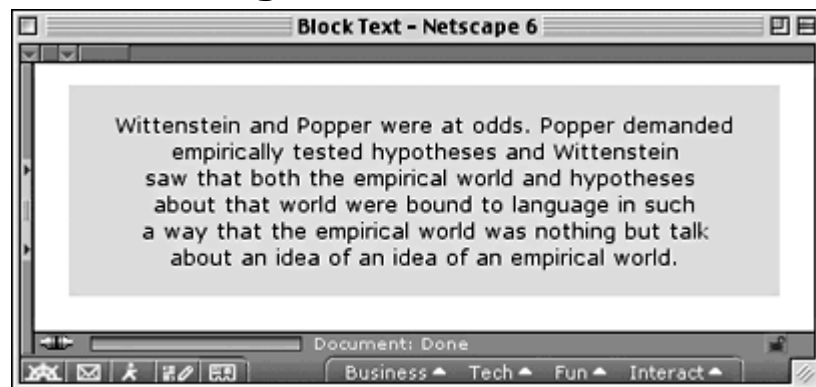 Block Text - Netscape 6
Wittenstein and Popper were at odds. Popper demanded
empirically tested hypotheses and Wittenstein
saw that both the empirical world and hypotheses
about that world were bound to language in such
a way that the empirical world was nothing but talk
about an idea of an idea of an empirical world.
Document: Done
Business Tech Fun Interact